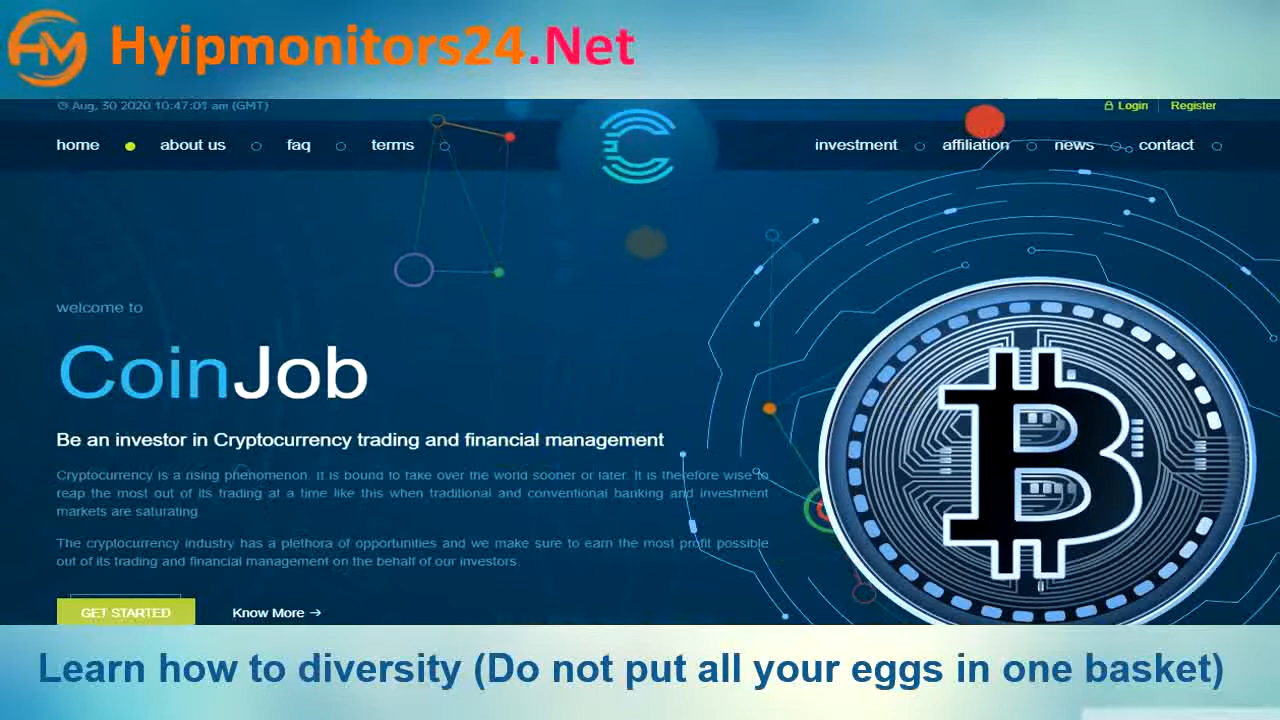 HM Hyipmonitors24.Net
Aug, 30 2020 10:47:01 am (GMT)
Login Register
home about us faq terms investment affiliation news contact
welcome to
CoinJob
Be an investor in Cryptocurrency trading and financial management
Cryptocurrency is a rising phenomenon. It is bound to take over the world sooner or later. It is therefore wise to
reap the most out of its trading at a time like this when traditional and conventional banking and investment
markets are saturating.
The cryptocurrency industry has a plethora of opportunities and we make sure to earn the most profit possible
out of its trading and financial management on the behalf of our investors.
GET STARTED Know More →
Learn how to diversity (Do not put all your eggs in one basket)